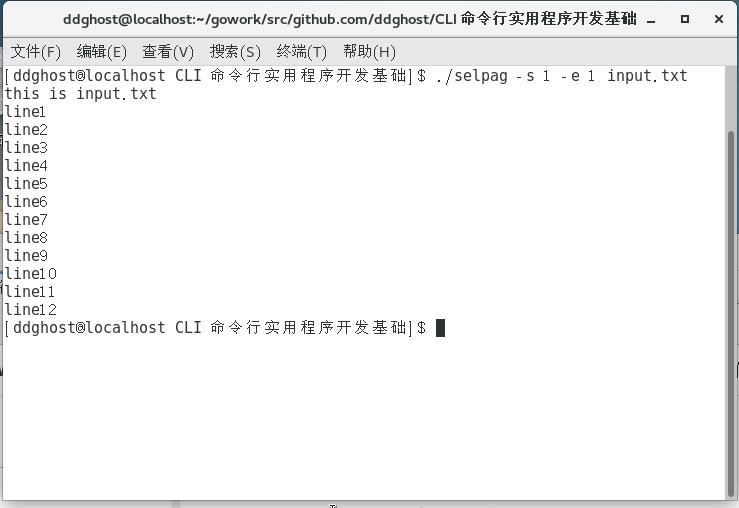 ddghost@localhost:~/gowork/src/github.com/ddghost/CLI 命令行实用程序开发基础
文件(F) 编辑(E) 查看(V) 搜索(S) 终端(T) 帮助(H)
[ddghost@localhost CLI 命令行实用程序开发基础]$ ./selpag -s 1 -e 1 input.txt
this is input.txt
line1
line2
line3
line4
line5
line6
line7
line8
line9
line10
line11
line12
[ddghost@localhost CLI 命令行实用程序开发基础]$